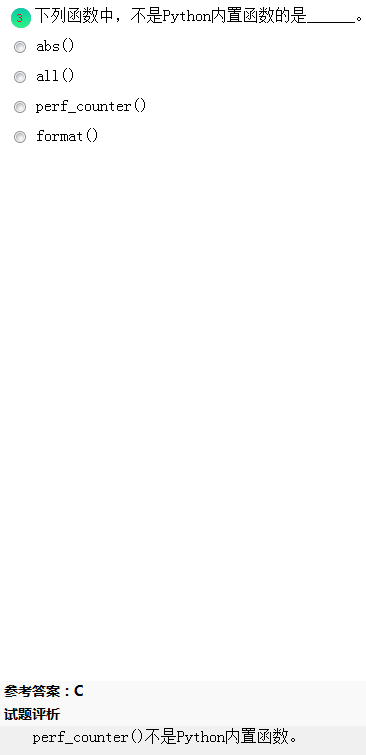 3 下列函数中，不是Python内置函数的是______。
abs()
all()
perf_counter()
format()
参考答案：C
试题评析
perf_counter()不是Python内置函数。